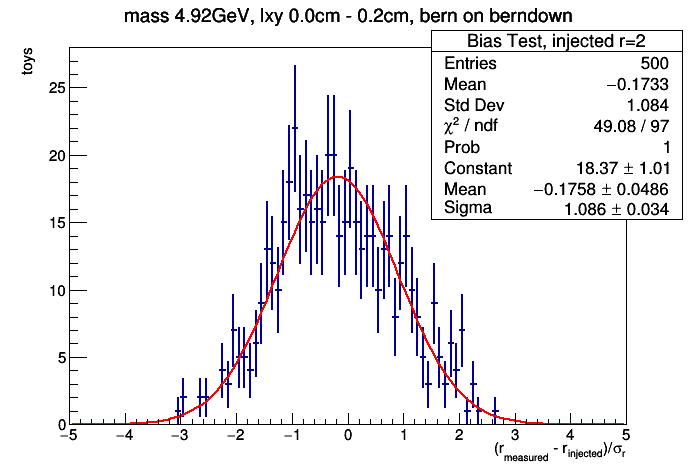 mass 4.92GeV, lxy 0.0cm - 0.2cm, bern on berndown
toys
Bias Test, injected r=2
Entries 500
Mean −0.1733
Std Dev 1.084
χ² / ndf 49.08 / 97
Prob 1
Constant 18.37 ± 1.01
Mean −0.1758 ± 0.0486
Sigma 1.086 ± 0.034
25
20
15
10
5
0
−5 −4 −3 −2 −1 0 1 2 3 4 5
(r_measured - r_injected)/σ_r